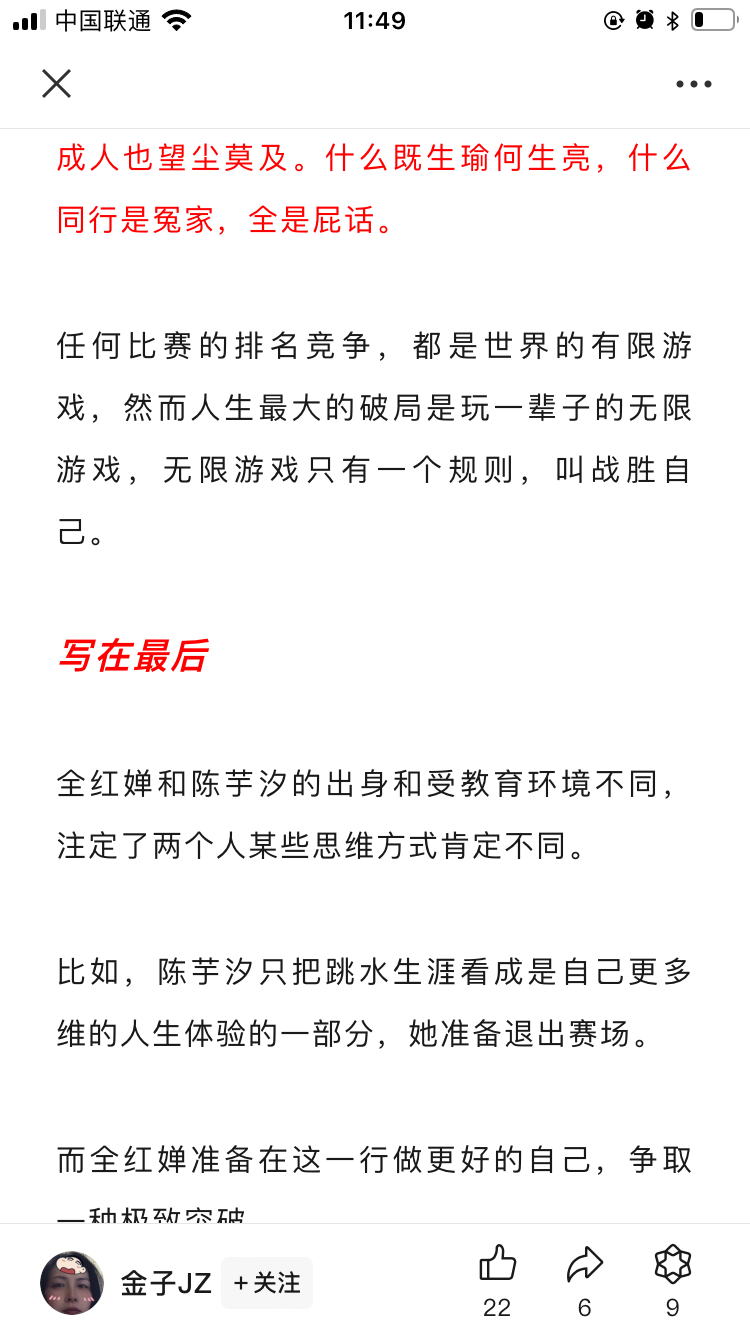 中国联通
11:49
成人也望尘莫及。什么既生瑜何生亮，什么
同行是冤家，全是屁话。
任何比赛的排名竞争，都是世界的有限游
戏，然而人生最大的破局是玩一辈子的无限
游戏，无限游戏只有一个规则，叫战胜自
己。
写在最后
全红婵和陈芋汐的出身和受教育环境不同，
注定了两个人某些思维方式肯定不同。
比如，陈芋汐只把跳水生涯看成是自己更多
维的人生体验的一部分，她准备退出赛场。
而全红婵准备在这一行做更好的自己，争取
一种极致突破
金子JZ
+关注
22
6
9